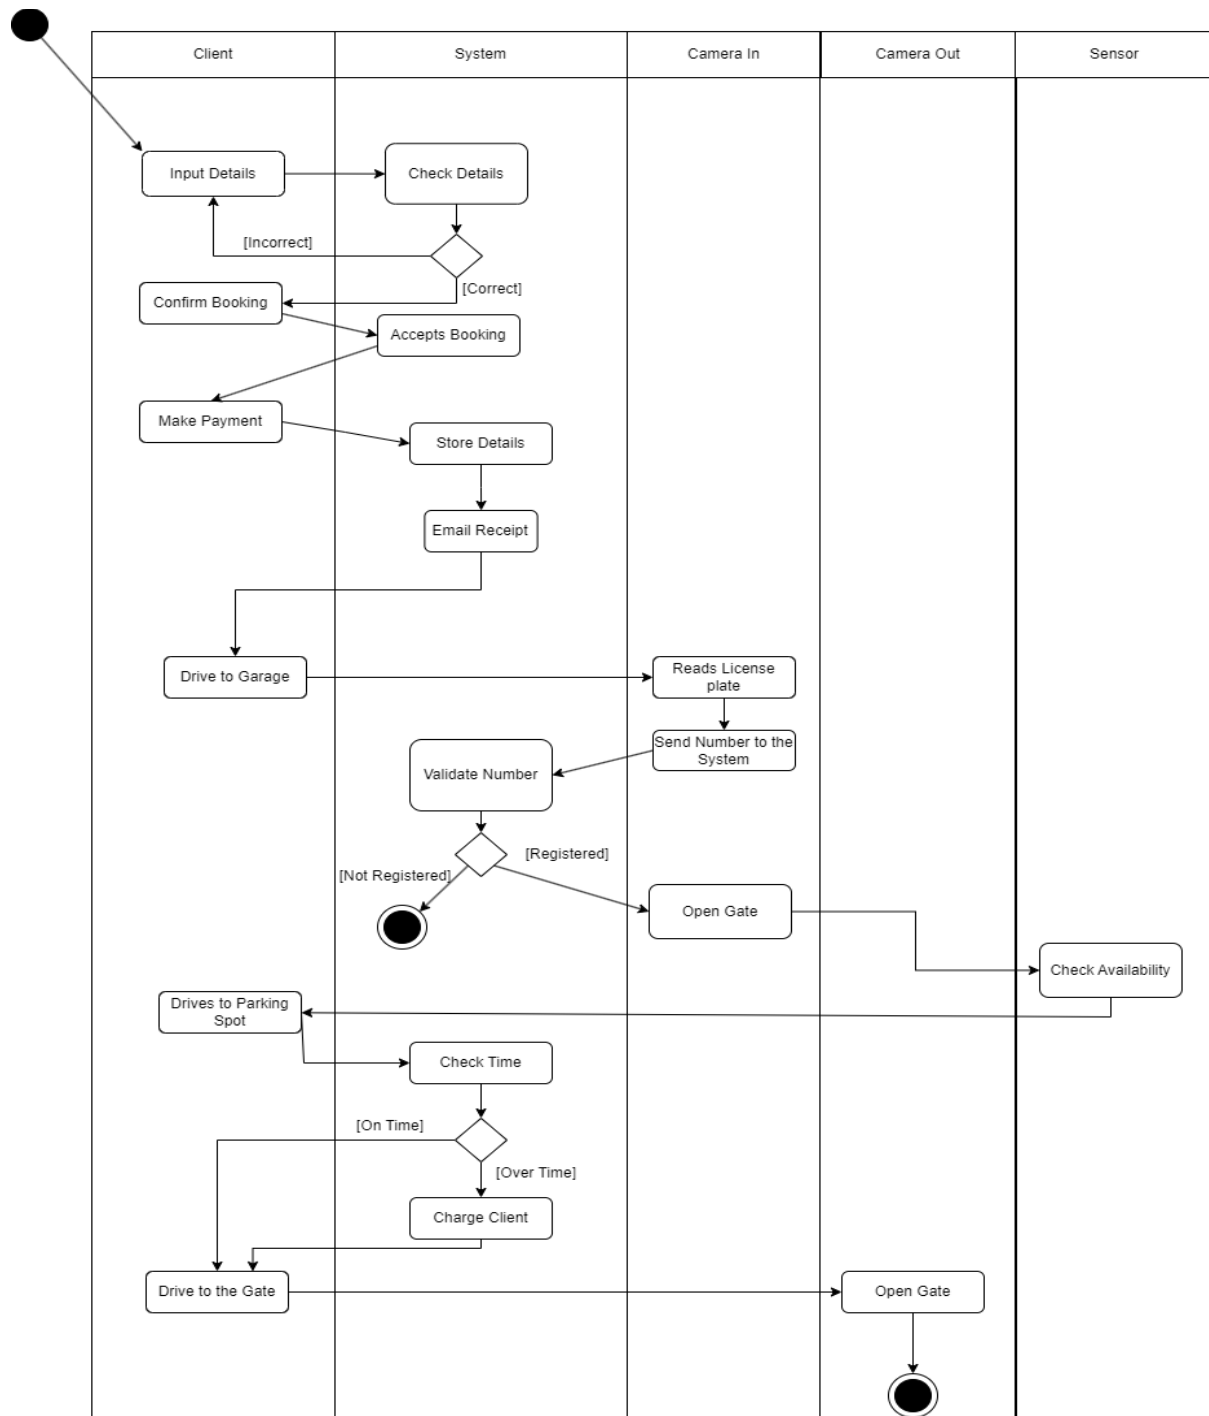 Client
System
Camera In
Camera Out
Sensor
Input Details
Check Details
[Incorrect]
[Correct]
Confirm Booking
Accepts Booking
Make Payment
Store Details
Email Receipt
Drive to Garage
Reads License
plate
Send Number to the
System
Validate Number
[Registered]
[Not Registered]
Open Gate
Check Availability
Drives to Parking
Spot
Check Time
[On Time]
[Over Time]
Charge Client
Drive to the Gate
Open Gate